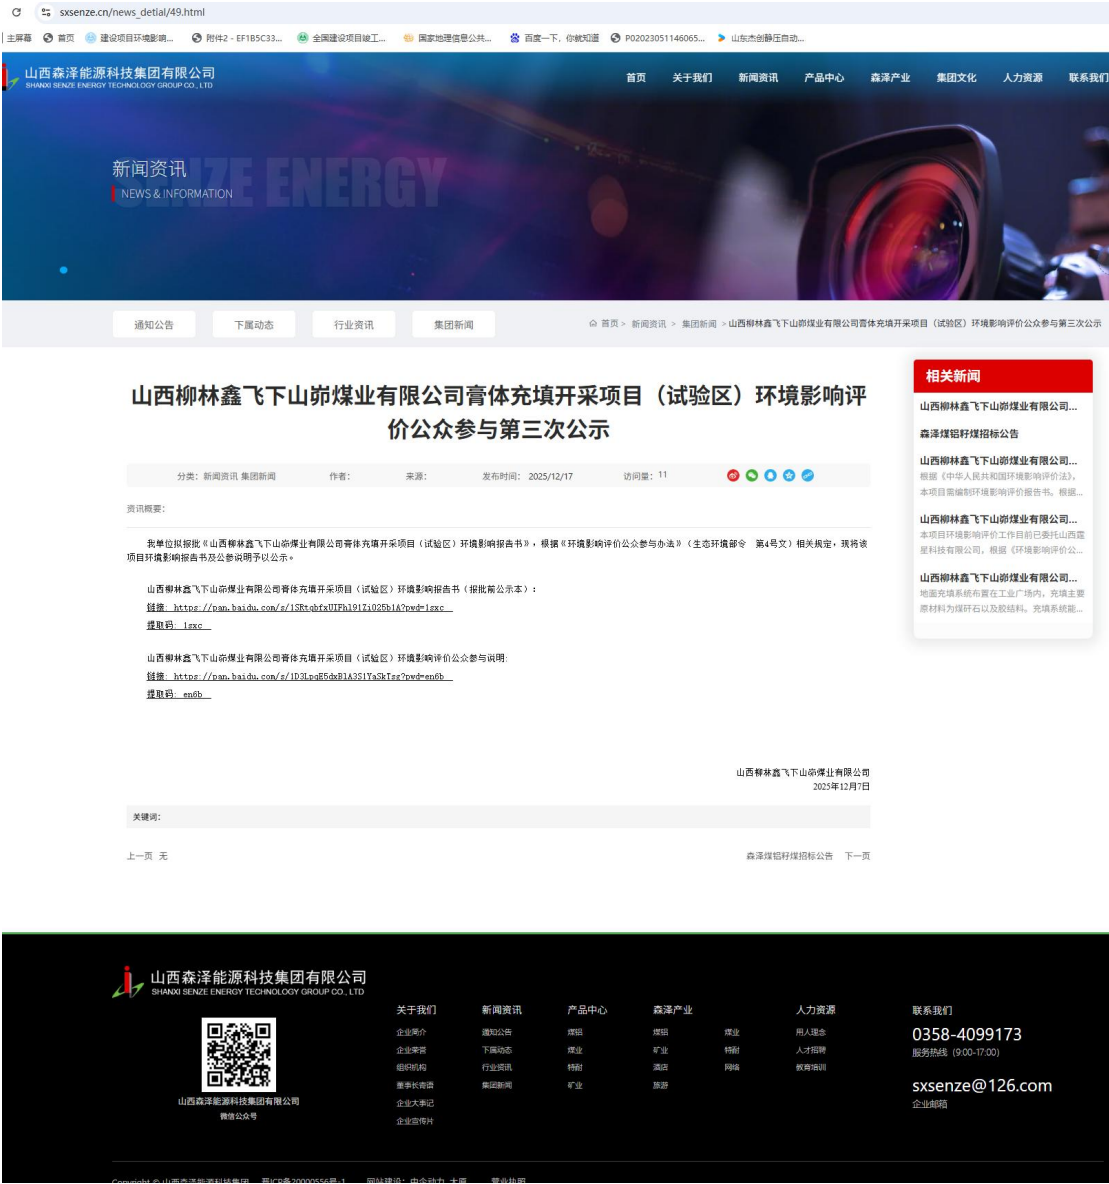 sxsenze.cn/news_detial/49.html
主屏幕 首页 建设项目环境影响... 附件2 - EF1B5C33... 全国建设项目竣工... 国家地理信息公共... 百度一下，你就知道 P02023051146065... 山东杰创静压自动...
山西森泽能源科技集团有限公司
SHANXI SENZE ENERGY TECHNOLOGY GROUP CO., LTD
首页 关于我们 新闻资讯 产品中心 森泽产业 集团文化 人力资源 联系我们
SENZE ENERGY
新闻资讯
NEWS & INFORMATION
通知公告 下属动态 行业资讯 集团新闻
首页 > 新闻资讯 > 集团新闻 > 山西柳林鑫飞下山峁煤业有限公司膏体充填开采项目（试验区）环境影响评价公众参与第三次公示
山西柳林鑫飞下山峁煤业有限公司膏体充填开采项目（试验区）环境影响评
价公众参与第三次公示
分类：新闻资讯 集团新闻 作者： 来源： 发布时间： 2025/12/17 访问量： 11
资讯概要：
我单位拟报批《山西柳林鑫飞下山峁煤业有限公司膏体充填开采项目（试验区）环境影响报告书》，根据《环境影响评价公众参与办法》（生态环境部令 第4号文）相关规定，现将该
项目环境影响报告书及公参说明予以公示。
山西柳林鑫飞下山峁煤业有限公司膏体充填开采项目（试验区）环境影响报告书（报批前公示本）：
链接: https://pan.baidu.com/s/1SRtqbfxUIFhl91Zi025b1A?pwd=1sxc
提取码: 1sxc
山西柳林鑫飞下山峁煤业有限公司膏体充填开采项目（试验区）环境影响评价公众参与说明:
链接: https://pan.baidu.com/s/1D3LpqE5dxBlA3S1YaSkTsg?pwd=en6b
提取码: en6b
山西柳林鑫飞下山峁煤业有限公司
2025年12月7日
关键词：
上一页 无
森泽煤铝籽煤招标公告 下一页
相关新闻
山西柳林鑫飞下山峁煤业有限公司...
森泽煤铝籽煤招标公告
山西柳林鑫飞下山峁煤业有限公司...
根据《中华人民共和国环境影响评价法》，
本项目需编制环境影响评价报告书。根据...
山西柳林鑫飞下山峁煤业有限公司...
本项目环境影响评价工作目前已委托山西霞
星科技有限公司，根据《环境影响评价公...
山西柳林鑫飞下山峁煤业有限公司...
地面充填系统布置在工业广场内，充填主要
原材料为煤矸石以及胶结料。充填系统能...
山西森泽能源科技集团有限公司
SHANXI SENZE ENERGY TECHNOLOGY GROUP CO., LTD
山西森泽能源科技集团有限公司
微信公众号
关于我们
企业简介
企业荣誉
组织机构
董事长寄语
企业大事记
企业宣传片
新闻资讯
通知公告
下属动态
行业资讯
集团新闻
产品中心
煤铝
煤业
特耐
矿业
森泽产业
煤铝 煤业
矿业 特耐
酒店 网络
旅游
人力资源
用人理念
人才招聘
教育培训
联系我们
0358-4099173
服务热线（9:00-17:00）
sxsenze@126.com
企业邮箱
Copyright © 山西森泽能源科技集团 晋ICP备20000556号-1 网站建设：中企动力 太原 营业执照